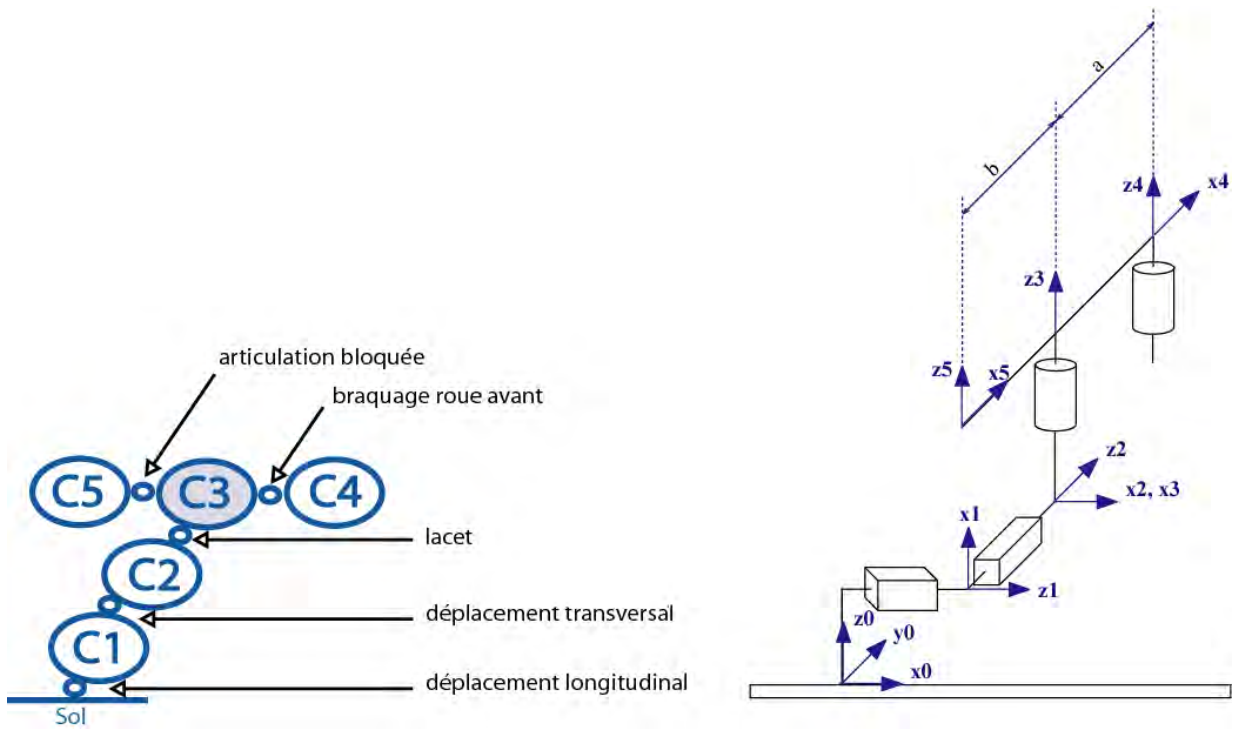 articulation bloquée
braquage roue avant
C5
C3
C4
lacet
C2
déplacement transversal
C1
déplacement longitudinal
Sol
a
b
z4
x4
z3
z5
x5
z2
x2, x3
x1
z1
z0
y0
x0